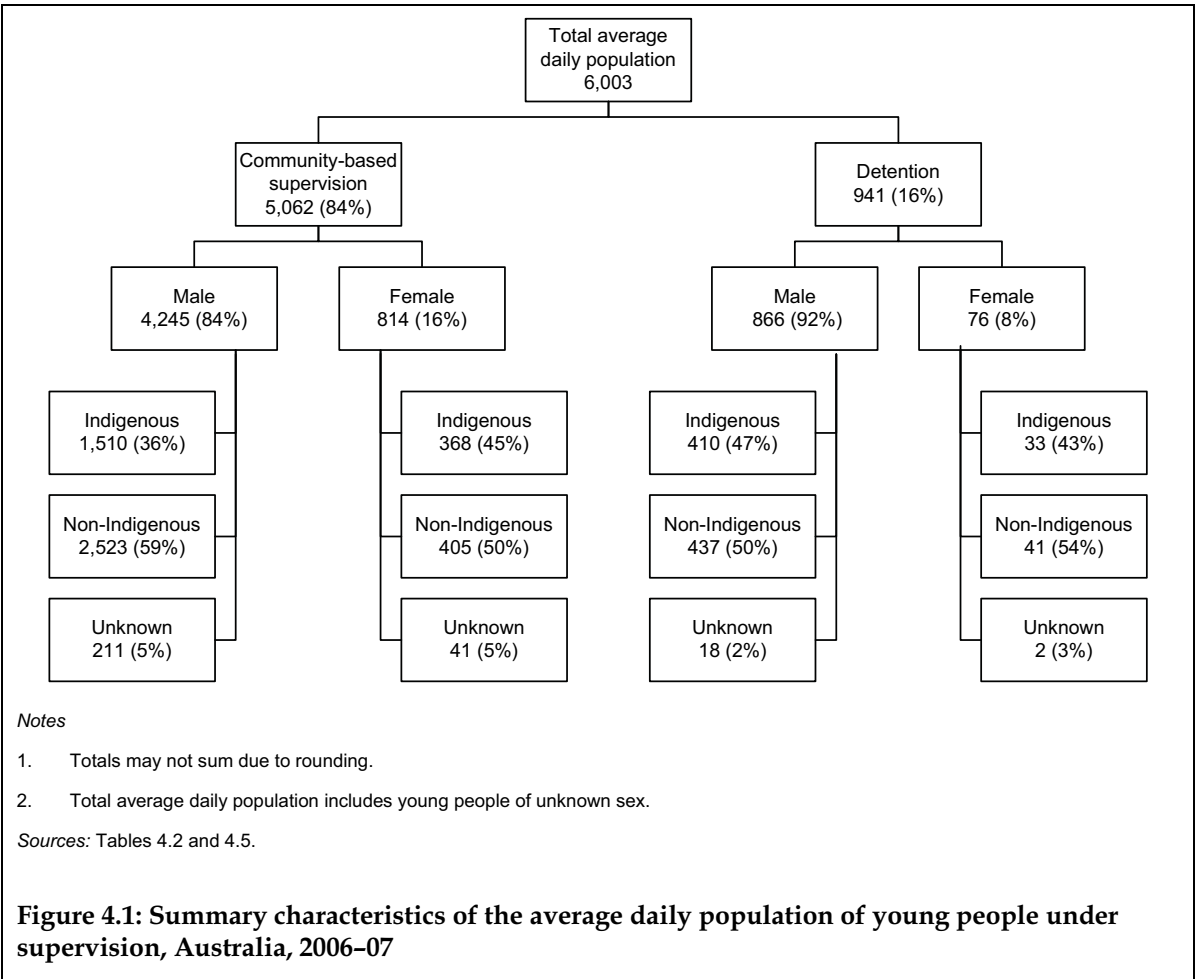 Total average
daily population
6,003
Community-based
supervision
5,062 (84%)
Detention
941 (16%)
Male
4,245 (84%)
Female
814 (16%)
Male
866 (92%)
Female
76 (8%)
Indigenous
1,510 (36%)
Indigenous
368 (45%)
Indigenous
410 (47%)
Indigenous
33 (43%)
Non-Indigenous
2,523 (59%)
Non-Indigenous
405 (50%)
Non-Indigenous
437 (50%)
Non-Indigenous
41 (54%)
Unknown
211 (5%)
Unknown
41 (5%)
Unknown
18 (2%)
Unknown
2 (3%)
Notes
1. Totals may not sum due to rounding.
2. Total average daily population includes young people of unknown sex.
Sources: Tables 4.2 and 4.5.
Figure 4.1: Summary characteristics of the average daily population of young people under
supervision, Australia, 2006–07